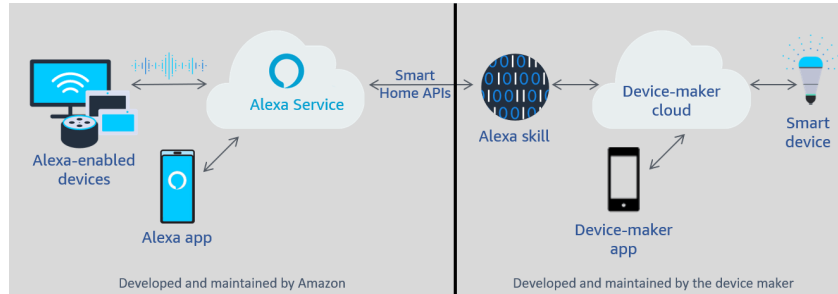 Alexa-enabled
devices
Alexa Service
Alexa app
Smart
Home APIs
Alexa skill
Device-maker
cloud
Smart
device
Device-maker
app
Developed and maintained by Amazon
Developed and maintained by the device maker